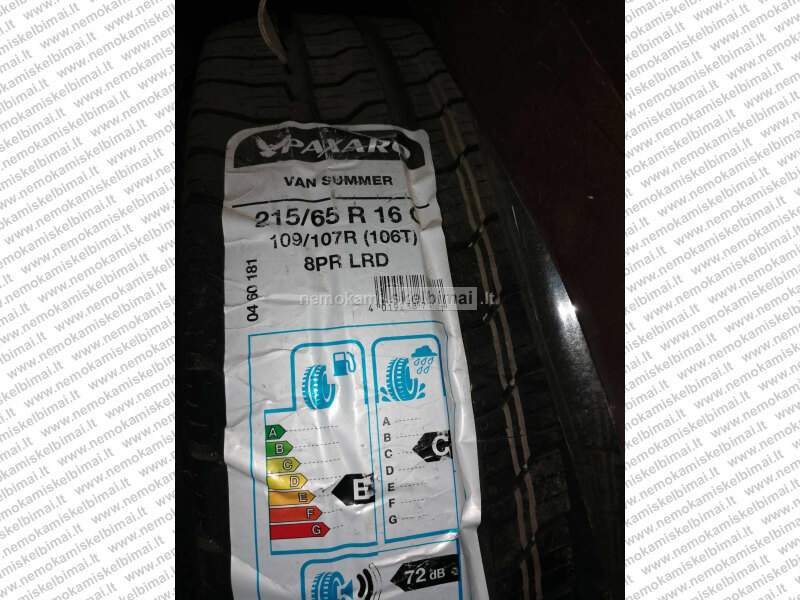 PAXARO
VAN SUMMER
215/65 R 16 C
109/107R (106T)
8PR LRD
04 60 181
nemokamiskelbimai.lt
A
B
C
D
E
F
G
A
B
C
D
E
F
G
C
72 dB
www.nemokamiskelbimai.lt